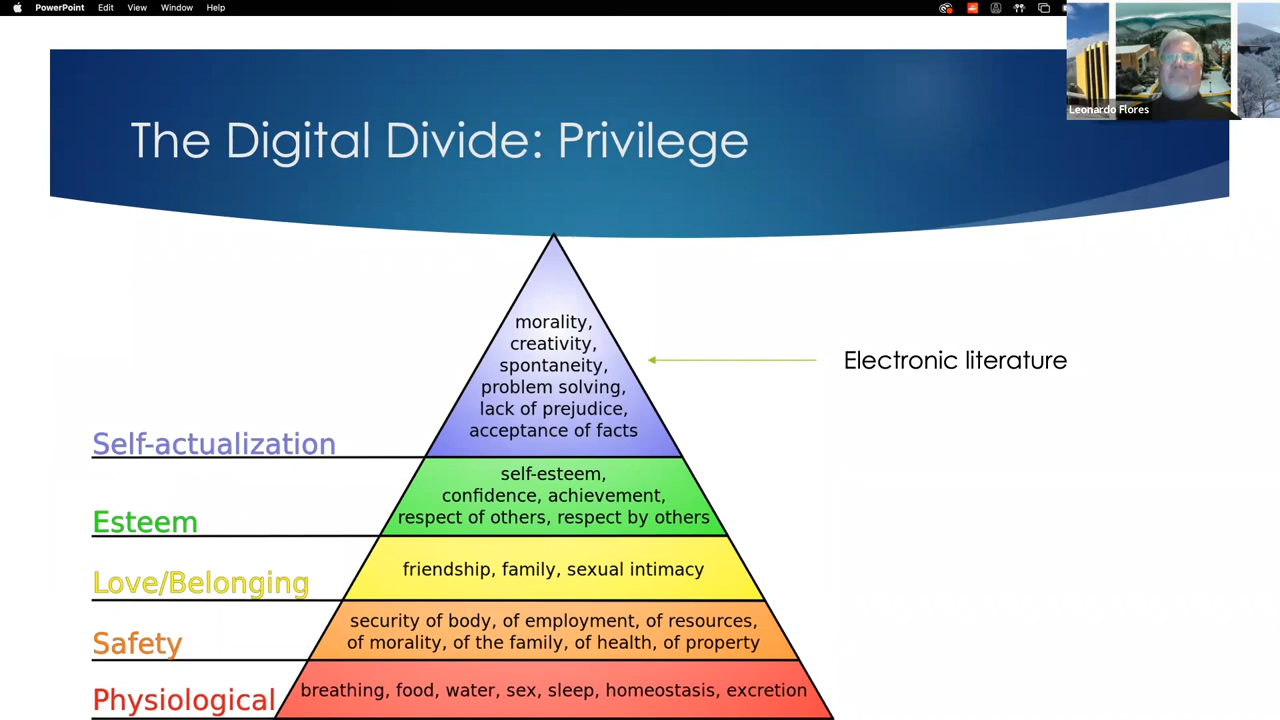 PowerPoint Edit View Window Help
Leonardo Flores
The Digital Divide: Privilege
morality,
creativity,
spontaneity,
problem solving,
lack of prejudice,
acceptance of facts
Electronic literature
Self-actualization
self-esteem,
confidence, achievement,
respect of others, respect by others
Esteem
friendship, family, sexual intimacy
Love/Belonging
security of body, of employment, of resources,
of morality, of the family, of health, of property
Safety
breathing, food, water, sex, sleep, homeostasis, excretion
Physiological